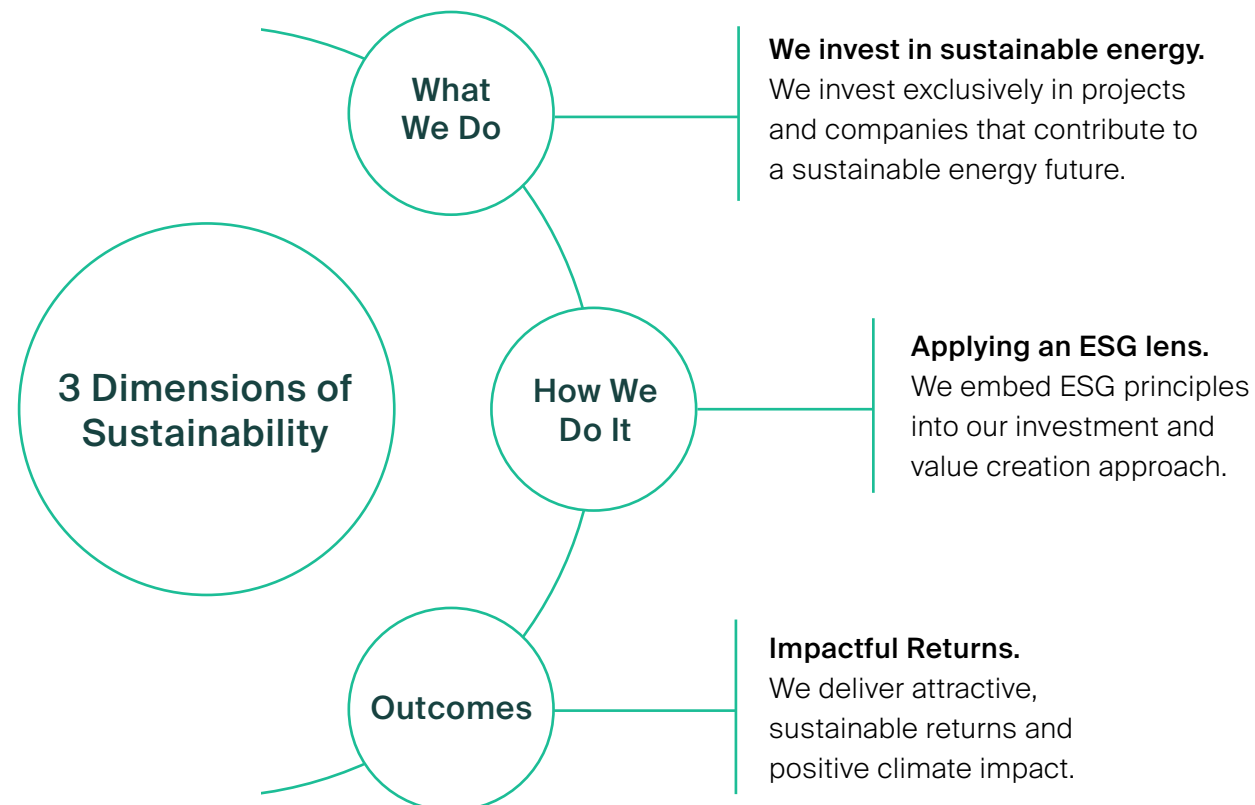 3 Dimensions of
Sustainability
What
We Do
We invest in sustainable energy.
We invest exclusively in projects
and companies that contribute to
a sustainable energy future.
How We
Do It
Applying an ESG lens.
We embed ESG principles
into our investment and
value creation approach.
Outcomes
Impactful Returns.
We deliver attractive,
sustainable returns and
positive climate impact.